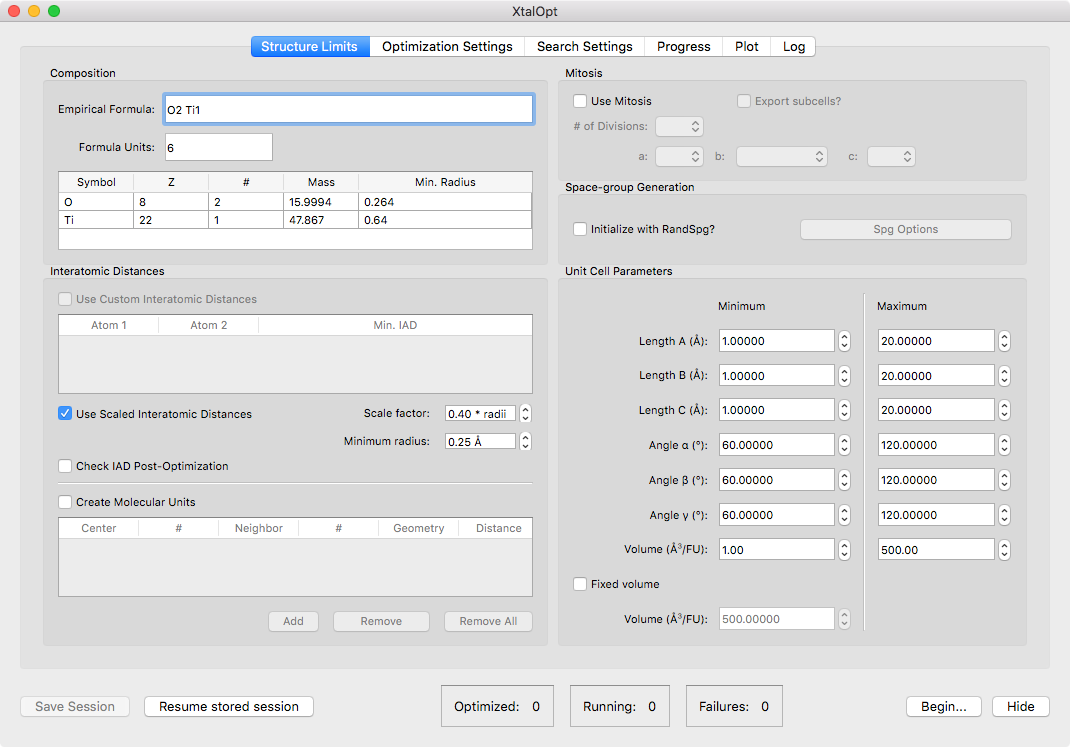 XtalOpt
Structure Limits Optimization Settings Search Settings Progress Plot Log
Composition
Empirical Formula: O2 Ti1
Formula Units: 6
Symbol Z # Mass Min. Radius
O 8 2 15.9994 0.264
Ti 22 1 47.867 0.64
Interatomic Distances
Use Custom Interatomic Distances
Atom 1 Atom 2 Min. IAD
Use Scaled Interatomic Distances Scale factor: 0.40 * radii
Minimum radius: 0.25 Å
Check IAD Post-Optimization
Create Molecular Units
Center # Neighbor # Geometry Distance
Add Remove Remove All
Mitosis
Use Mitosis Export subcells?
# of Divisions:
a: b: c:
Space-group Generation
Initialize with RandSpg? Spg Options
Unit Cell Parameters
Minimum Maximum
Length A (Å): 1.00000 20.00000
Length B (Å): 1.00000 20.00000
Length C (Å): 1.00000 20.00000
Angle α (°): 60.00000 120.00000
Angle β (°): 60.00000 120.00000
Angle γ (°): 60.00000 120.00000
Volume (Å³/FU): 1.00 500.00
Fixed volume
Volume (Å³/FU): 500.00000
Save Session Resume stored session Optimized: 0 Running: 0 Failures: 0 Begin... Hide